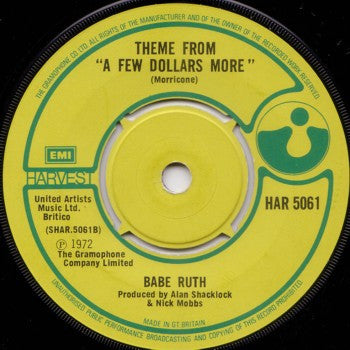 THE GRAMOPHONE CO. LTD. ALL RIGHTS OF THE MANUFACTURER AND OF THE OWNER OF THE RECORDED WORK RESERVED
THEME FROM
"A FEW DOLLARS MORE"
(Morricone)
EMI
HARVEST
HAR 5061
United Artists
Music Ltd.
Britico
(SHAR.5061B)
Ⓟ 1972
The Gramophone
Company Limited
BABE RUTH
Produced by Alan Shacklock
& Nick Mobbs
MADE IN GT BRITAIN
UNAUTHORISED PUBLIC PERFORMANCE BROADCASTING AND COPYING OF THIS RECORD PROHIBITED